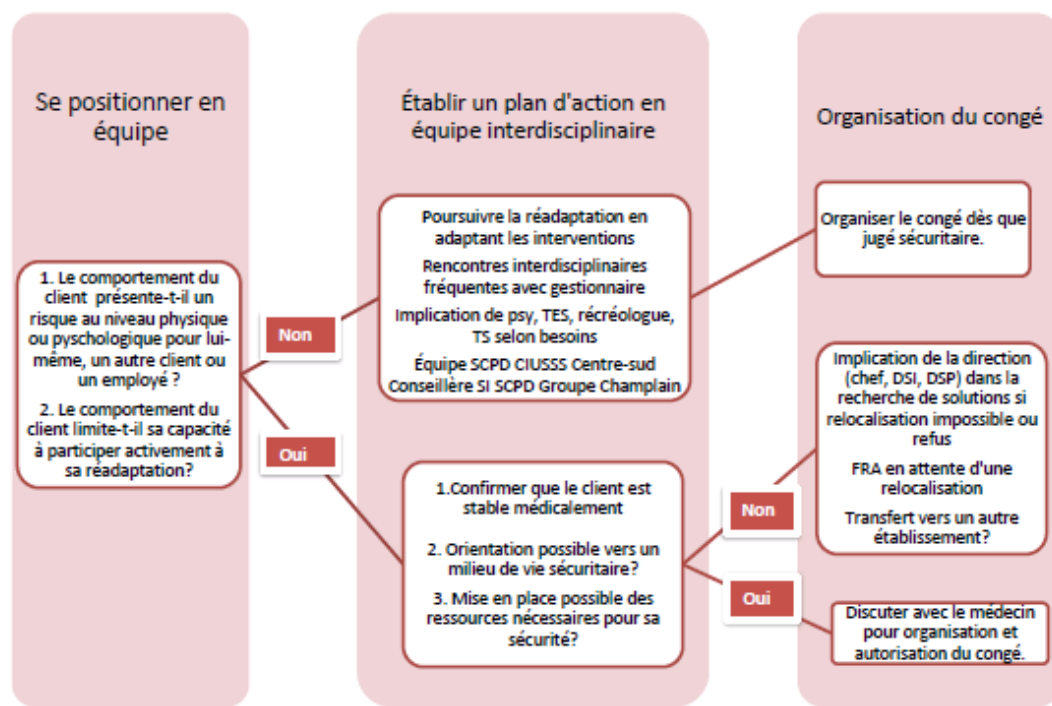 Se positionner en
équipe
1. Le comportement du
client présente-t-il un
risque au niveau physique
ou pyschologique pour lui-
même, un autre client ou
un employé ?
2. Le comportement du
client limite-t-il sa capacité
à participer activement à
sa réadaptation?
Non
Oui
Établir un plan d'action en
équipe interdisciplinaire
Poursuivre la réadaptation en
adaptant les interventions
Rencontres interdisciplinaires
fréquentes avec gestionnaire
Implication de psy, TES, récréologue,
TS selon besoins
Équipe SCPD CIUSSS Centre-sud
Conseillère SI SCPD Groupe Champlain
1.Confirmer que le client est
stable médicalement
2. Orientation possible vers un
milieu de vie sécuritaire?
3. Mise en place possible des
ressources nécessaires pour sa
sécurité?
Non
Oui
Organisation du congé
Organiser le congé dès que
jugé sécuritaire.
Implication de la direction
(chef, DSI, DSP) dans la
recherche de solutions si
relocalisation impossible ou
refus
FRA en attente d'une
relocalisation
Transfert vers un autre
établissement?
Discuter avec le médecin
pour organisation et
autorisation du congé.